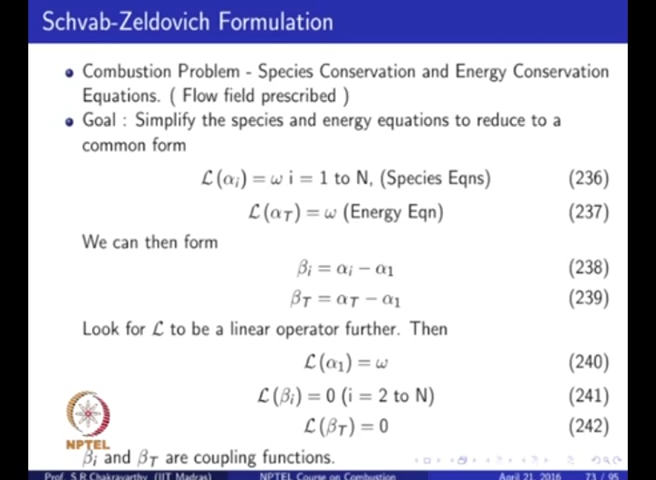 Schvab-Zeldovich Formulation
Combustion Problem - Species Conservation and Energy Conservation
Equations. ( Flow field prescribed )
Goal : Simplify the species and energy equations to reduce to a
common form
ℒ(αᵢ) = ω i = 1 to N, (Species Eqns) (236)
ℒ(α_T) = ω (Energy Eqn) (237)
We can then form
βᵢ = αᵢ − α₁ (238)
β_T = α_T − α₁ (239)
Look for ℒ to be a linear operator further. Then
ℒ(α₁) = ω (240)
ℒ(βᵢ) = 0 (i = 2 to N) (241)
ℒ(β_T) = 0 (242)
NPTEL
βᵢ and β_T are coupling functions.
Prof. S.R.Chakravarthy (IIT Madras) NPTEL Course on Combustion April 21, 2016 73 / 95